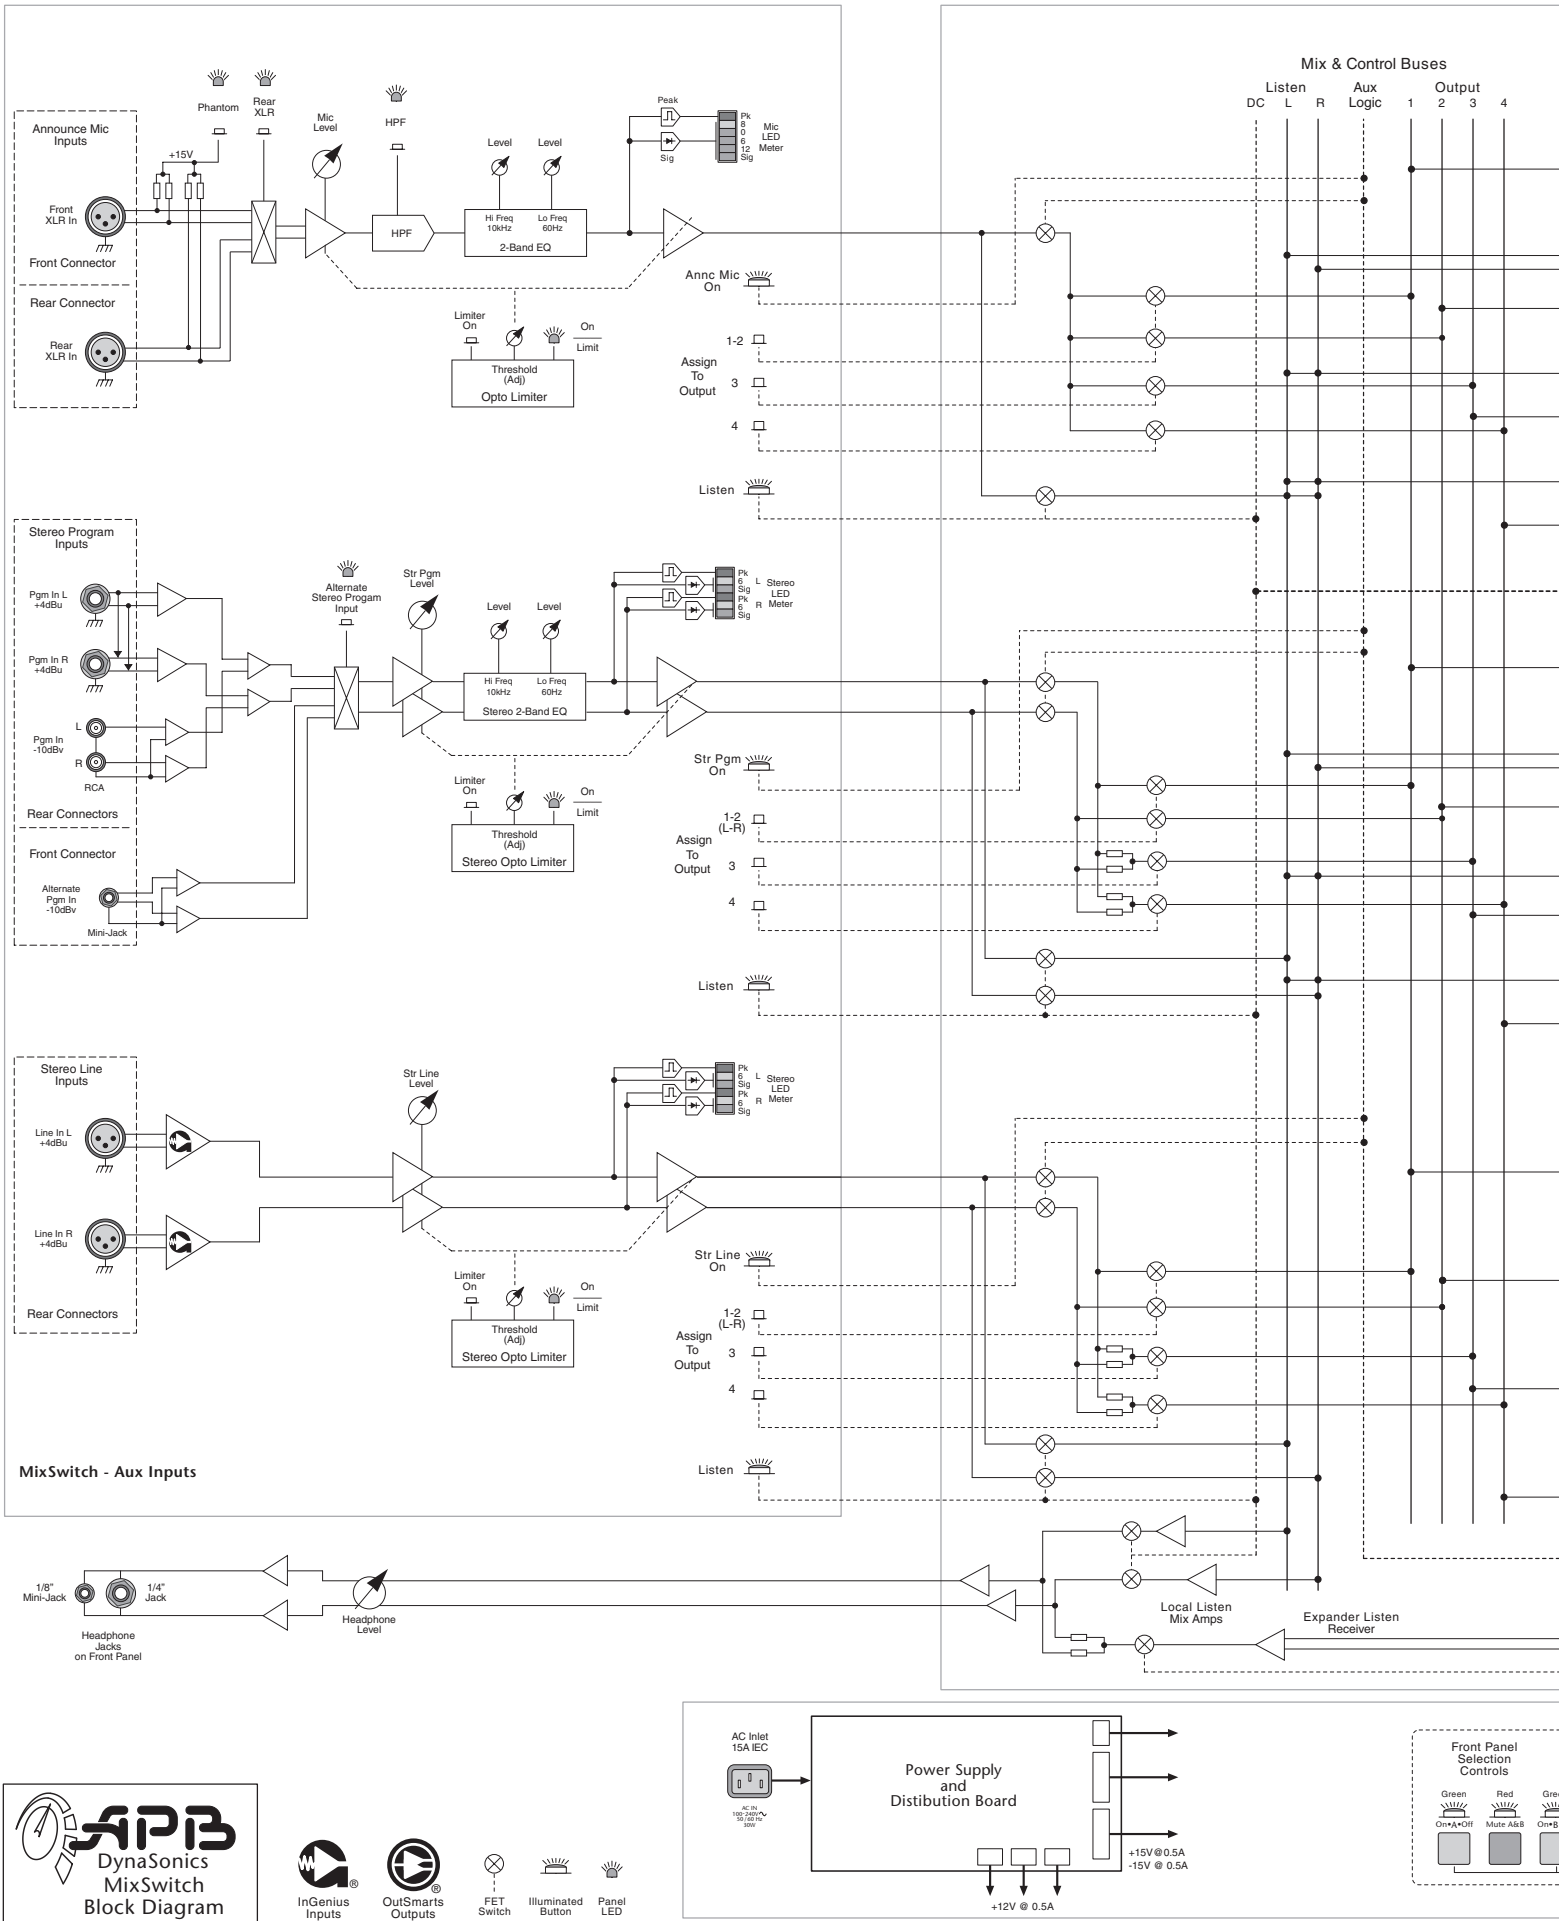 Mix & Control Buses
Listen
Aux
Logic
Output
DC L R 1 2 3 4
Announce Mic
Inputs
Phantom
Rear
XLR
+15V
Mic
Level
HPF
Front
XLR In
Front Connector
Rear Connector
Rear
XLR In
HPF
Level
Level
Hi Freq
10kHz
Lo Freq
60Hz
2-Band EQ
Peak
Sig
Pk
8
0
6
12
Sig
Mic
LED
Meter
Limiter
On
On
Limit
Threshold
(Adj)
Opto Limiter
Annc Mic
On
1-2
Assign
To
Output
3
4
Listen
Stereo Program
Inputs
Pgm In L
+4dBu
Pgm In R
+4dBu
L
Pgm In
-10dBv
R
RCA
Rear Connectors
Front Connector
Alternate
Pgm In
-10dBv
Mini-Jack
Alternate
Stereo Progam
Input
Str Pgm
Level
Level
Level
Hi Freq
10kHz
Lo Freq
60Hz
Stereo 2-Band EQ
Pk
6
Sig
Pk
6
Sig
L
R
Stereo
LED
Meter
Limiter
On
On
Limit
Threshold
(Adj)
Stereo Opto Limiter
Str Pgm
On
1-2
(L-R)
Assign
To
Output
3
4
Listen
Stereo Line
Inputs
Line In L
+4dBu
Line In R
+4dBu
Rear Connectors
Str Line
Level
Pk
6
Sig
Pk
6
Sig
L
R
Stereo
LED
Meter
Limiter
On
On
Limit
Threshold
(Adj)
Stereo Opto Limiter
Str Line
On
1-2
(L-R)
Assign
To
Output
3
4
Listen
MixSwitch - Aux Inputs
1/8"
Mini-Jack
1/4"
Jack
Headphone
Jacks
on Front Panel
Headphone
Level
Local Listen
Mix Amps
Expander Listen
Receiver
AC Inlet
15A IEC
AC IN
100-240V
50/60 Hz
30W
Power Supply
and
Distibution Board
+15V@0.5A
-15V @ 0.5A
+12V @ 0.5A
Front Panel
Selection
Controls
Green
Red
On•A•Off
Mute A&B
APB
DynaSonics
MixSwitch
Block Diagram
®
InGenius
Inputs
®
OutSmarts
Outputs
FET
Switch
Illuminated
Button
Panel
LED